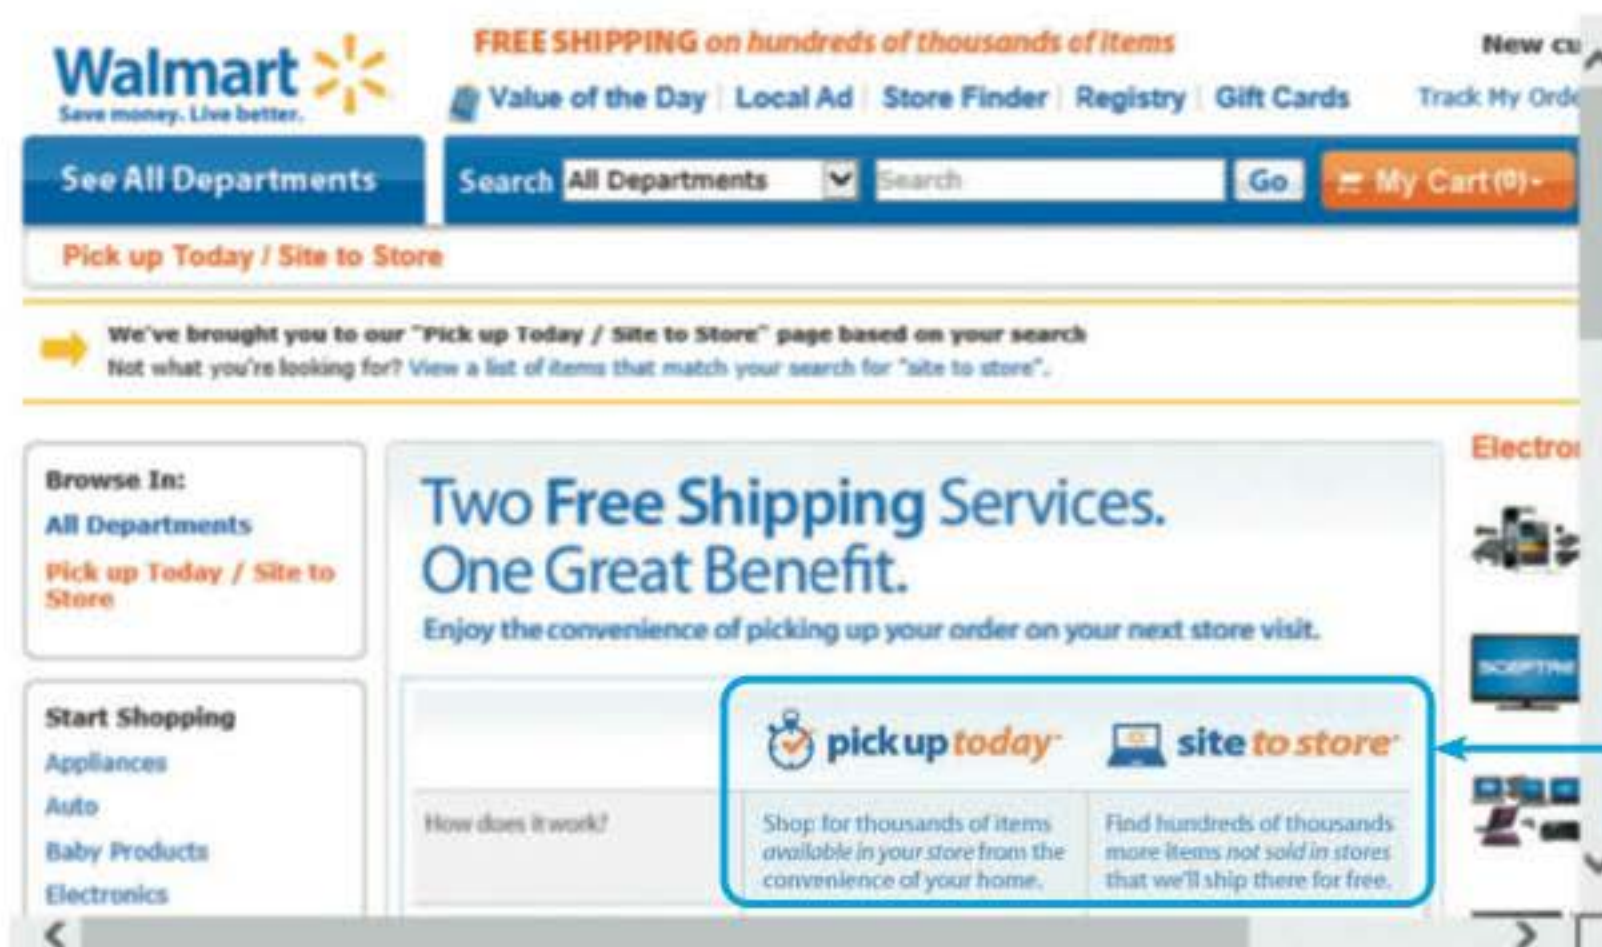 Walmart
Save money. Live better.
FREE SHIPPING on hundreds of thousands of items
New cu
Value of the Day Local Ad Store Finder Registry Gift Cards Track My Orde
See All Departments
Search All Departments Search Go My Cart (0)
Pick up Today / Site to Store
We've brought you to our "Pick up Today / Site to Store" page based on your search
Not what you're looking for? View a list of items that match your search for "site to store".
Browse In:
All Departments
Pick up Today / Site to
Store
Start Shopping
Appliances
Auto
Baby Products
Electronics
Two Free Shipping Services.
One Great Benefit.
Enjoy the convenience of picking up your order on your next store visit.
pick up today
site to store
How does it work?
Shop for thousands of items
available in your store from the
convenience of your home.
Find hundreds of thousands
more items not sold in stores
that we'll ship there for free.
Electro
SCEPTRE